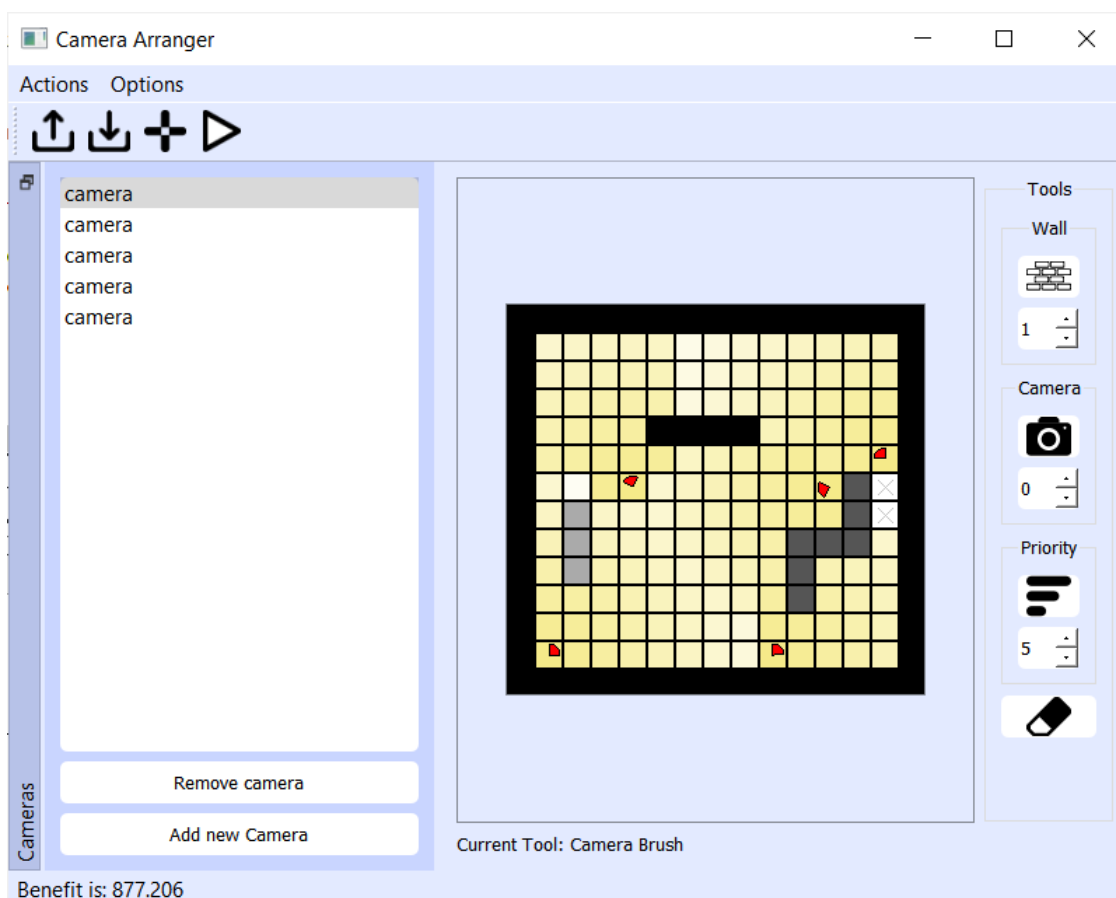 Camera Arranger
Actions Options
camera
camera
camera
camera
camera
Remove camera
Add new Camera
Cameras
Current Tool: Camera Brush
Tools
Wall
1
Camera
0
Priority
5
Benefit is: 877.206